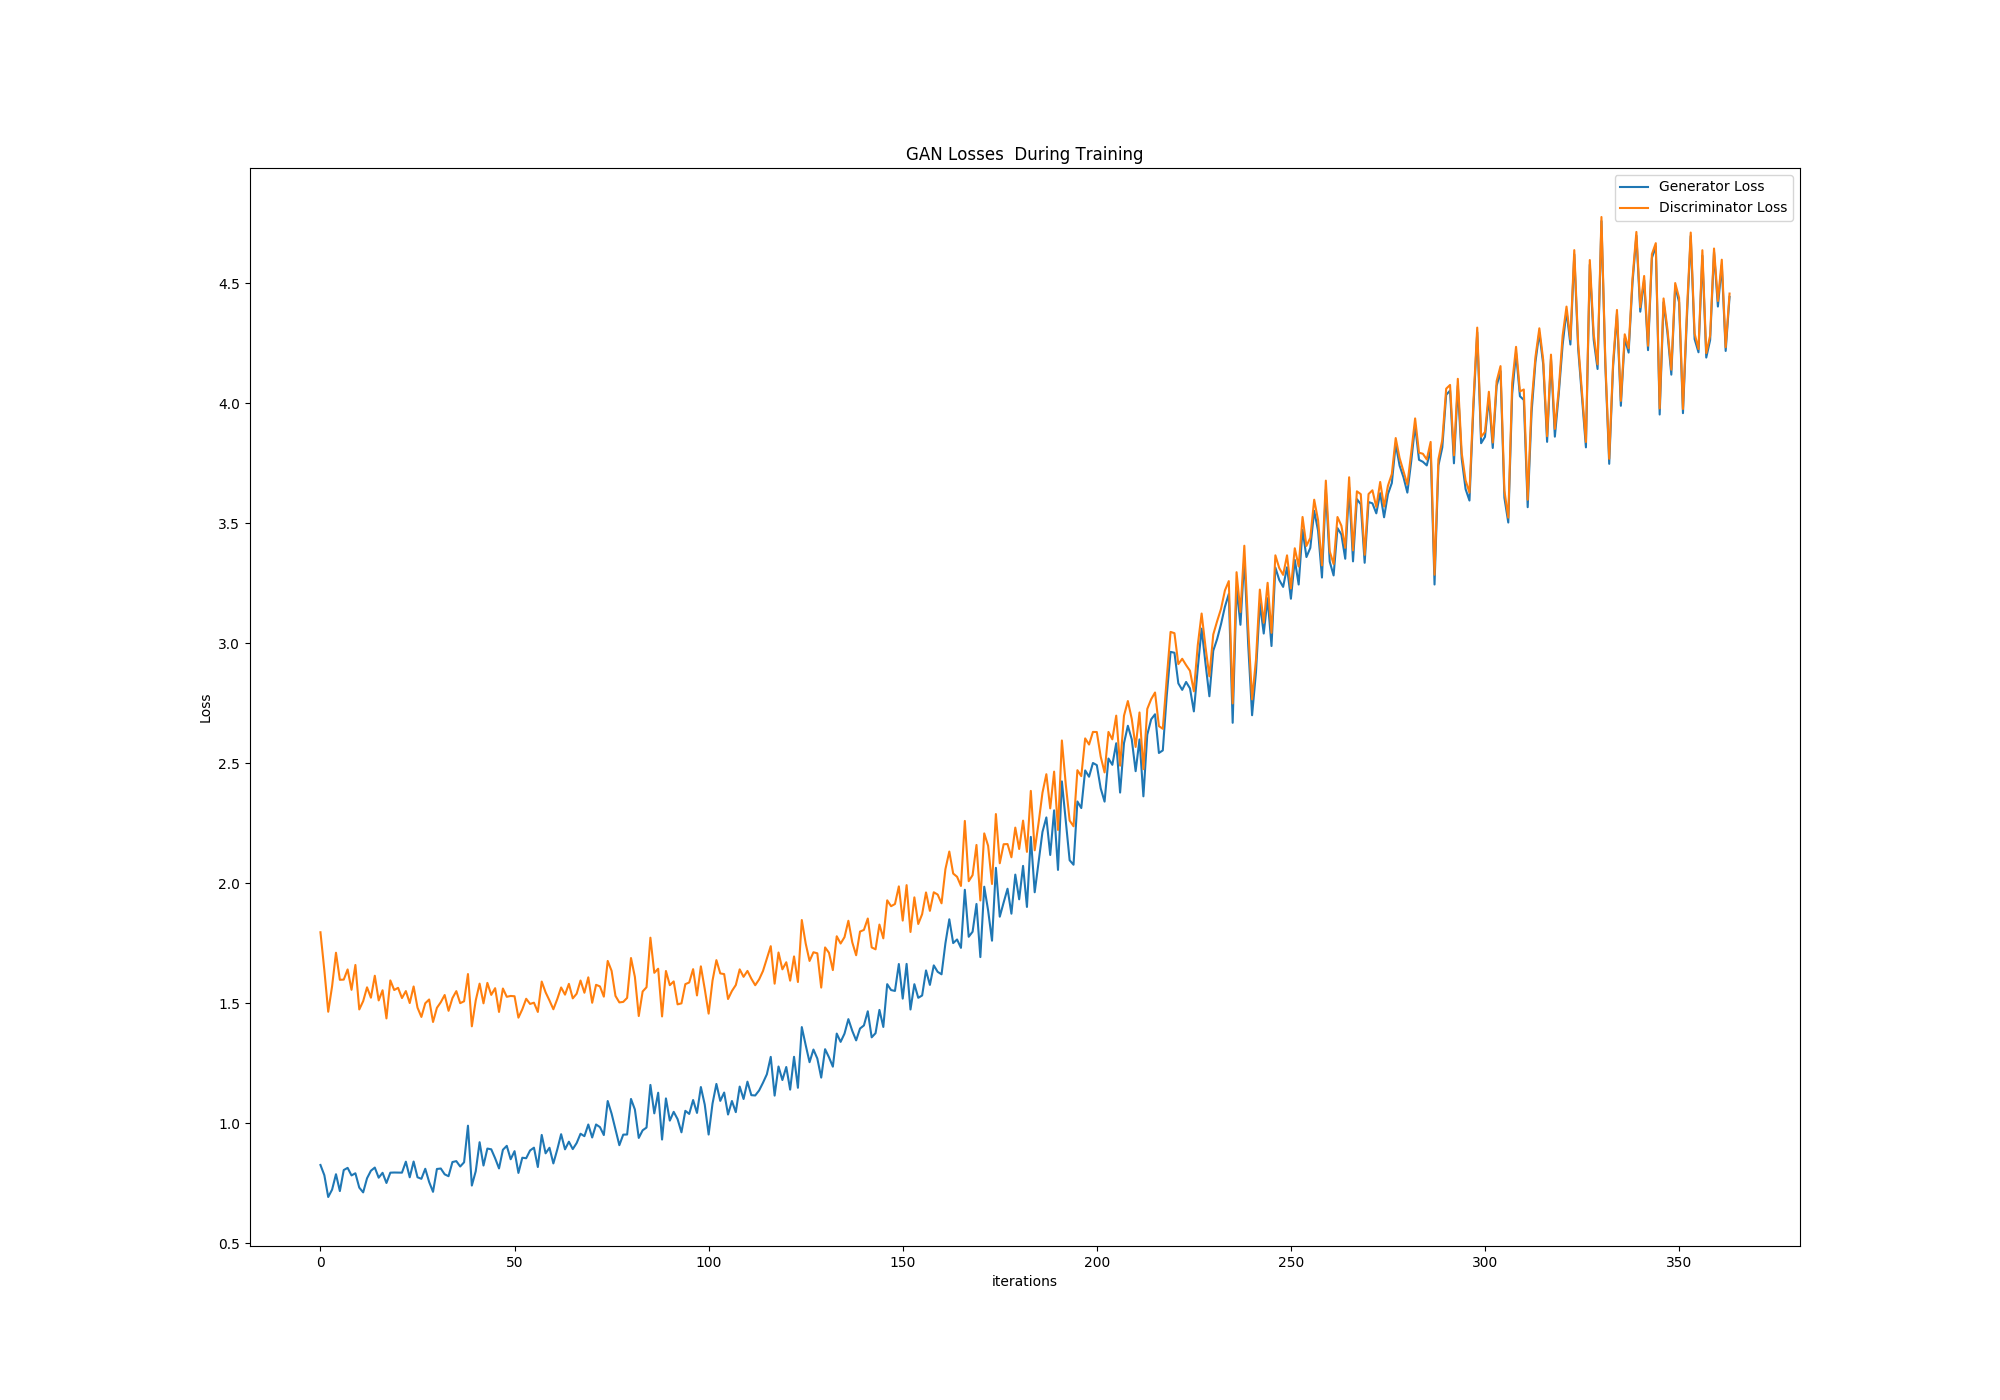 GAN Losses  During Training
Generator Loss
Discriminator Loss
4.5
4.0
3.5
3.0
2.5
2.0
1.5
1.0
0.5
Loss
0 50 100 150 200 250 300 350
iterations